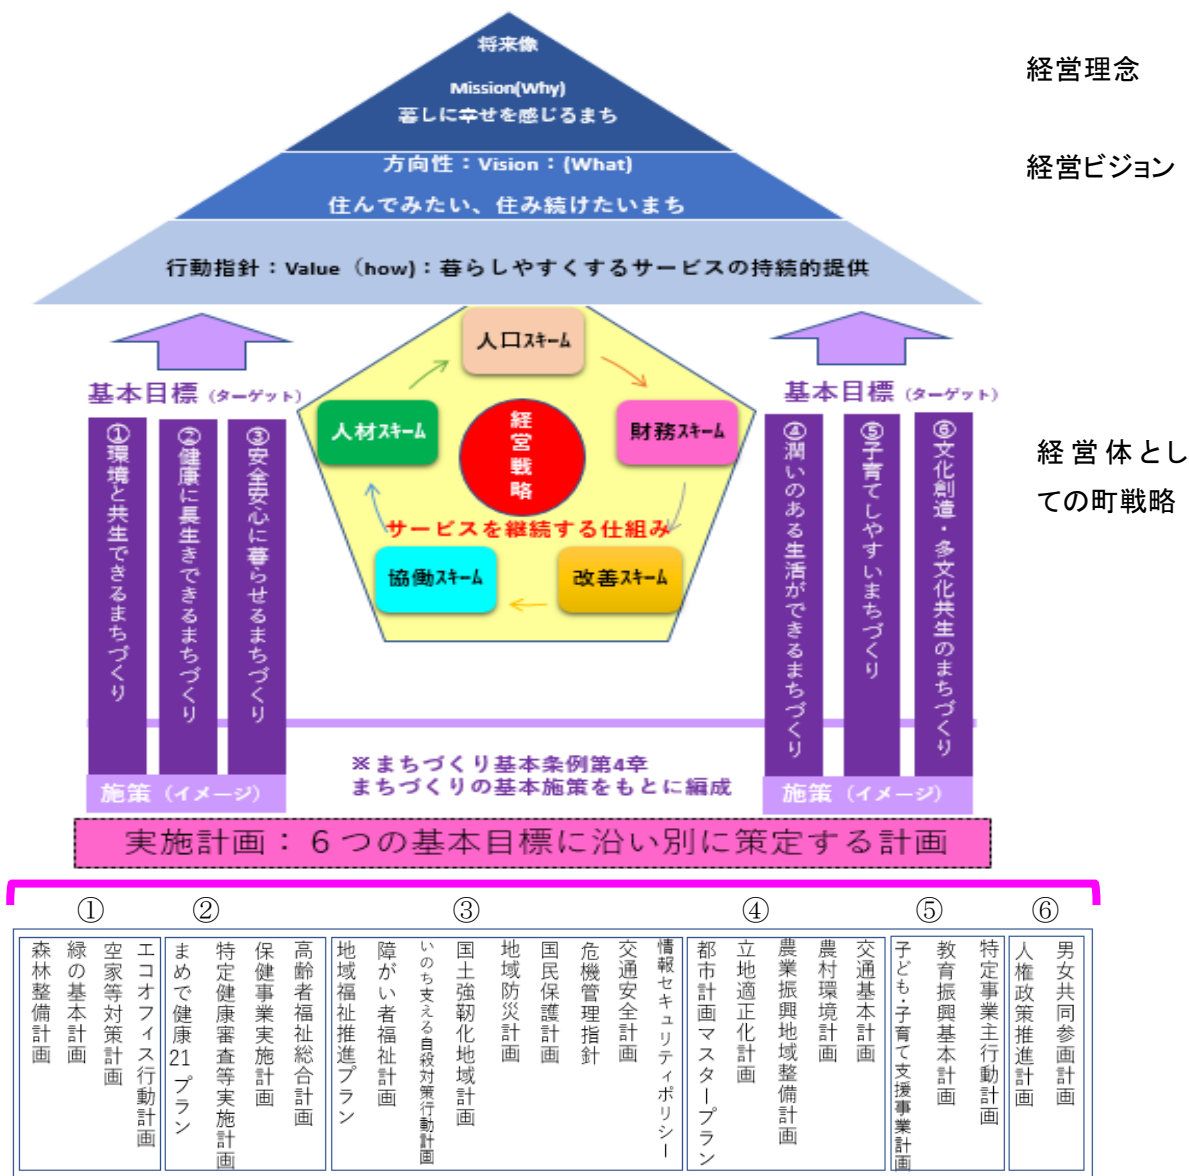 将来像
Mission(Why)
暮しに幸せを感じるまち
経営理念
方向性：Vision：(What)
住んでみたい、住み続けたいまち
経営ビジョン
行動指針：Value（how）：暮らしやすくするサービスの持続的提供
基本目標（ターゲット）
①環境と共生できるまちづくり
②健康に長生きできるまちづくり
③安全安心に暮らせるまちづくり
施策（イメージ）
人口スキーム
人材スキーム
経営戦略
財務スキーム
サービスを継続する仕組み
協働スキーム
改善スキーム
基本目標（ターゲット）
④潤いのある生活ができるまちづくり
⑤子育てしやすいまちづくり
⑥文化創造・多文化共生のまちづくり
施策（イメージ）
経営体とし
ての町戦略
※まちづくり基本条例第4章
まちづくりの基本施策をもとに編成
実施計画：６つの基本目標に沿い別に策定する計画
①
森林整備計画
緑の基本計画
空家等対策計画
エコオフィス行動計画
②
まめで健康21プラン
特定健康審査等実施計画
保健事業実施計画
高齢者福祉総合計画
③
地域福祉推進プラン
障がい者福祉計画
いのち支える自殺対策行動計画
国土強靭化地域計画
地域防災計画
国民保護計画
危機管理指針
交通安全計画
情報セキュリティポリシー
④
都市計画マスタープラン
立地適正化計画
農業振興地域整備計画
農村環境計画
交通基本計画
⑤
子ども・子育て支援事業計画
教育振興基本計画
特定事業主行動計画
⑥
人権政策推進計画
男女共同参画計画